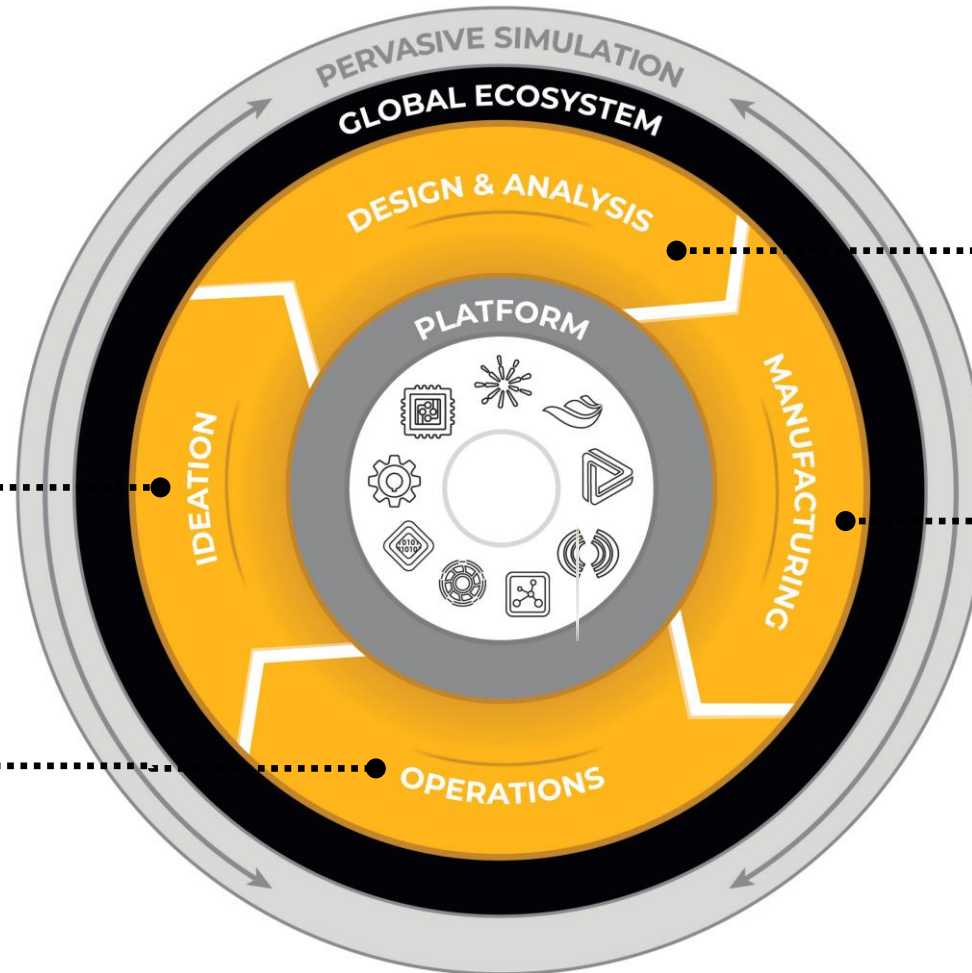 PERVASIVE SIMULATION
GLOBAL ECOSYSTEM
DESIGN & ANALYSIS
PLATFORM
MANUFACTURING
IDEATION
OPERATIONS